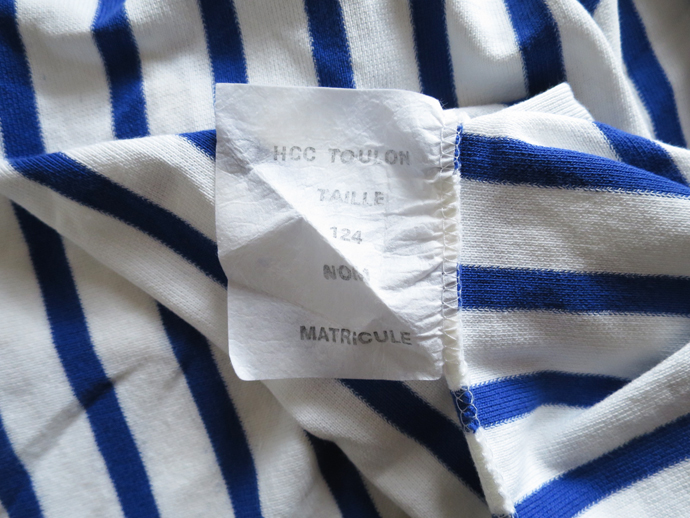 HCC TOULON
TAILLE
124
NOM
MATRICULE